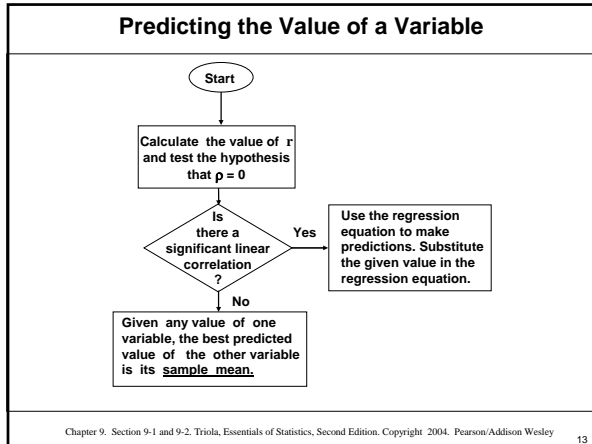 Predicting the Value of a Variable
Start
Calculate the value of r
and test the hypothesis
that ρ = 0
Is
there a
significant linear
correlation
?
Yes
Use the regression
equation to make
predictions. Substitute
the given value in the
regression equation.
No
Given any value of one
variable, the best predicted
value of the other variable
is its sample mean.
Chapter 9. Section 9-1 and 9-2. Triola, Essentials of Statistics, Second Edition. Copyright 2004. Pearson/Addison Wesley
13